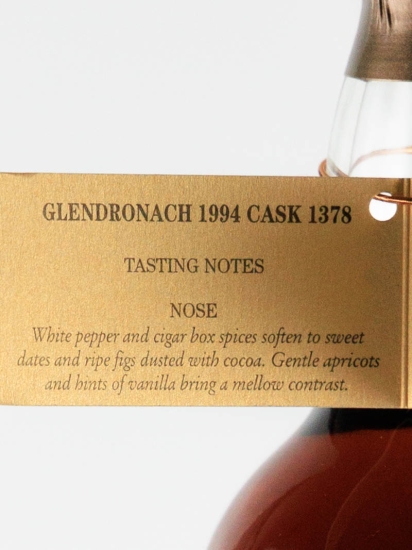 GLENDRONACH 1994 CASK 1378
TASTING NOTES
NOSE
White pepper and cigar box spices soften to sweet
dates and ripe figs dusted with cocoa. Gentle apricots
and hints of vanilla bring a mellow contrast.